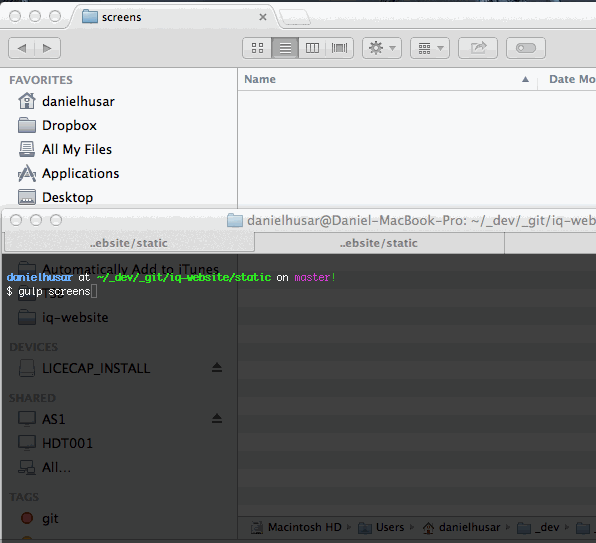 screens
FAVORITES
Name
Date Mo
danielhusar
Dropbox
All My Files
Applications
Desktop
danielhusar@Daniel-MacBook-Pro: ~/_dev/_git/iq-web
..ebsite/static
..ebsite/static
Automatically Add to iTunes
danielhusar at ~/_dev/_git/iq-website/static on master!
$ gulp screens
iq-website
DEVICES
LICECAP_INSTALL
SHARED
AS1
HDT001
All...
TAGS
git
Macintosh HD
Users
danielhusar
_dev